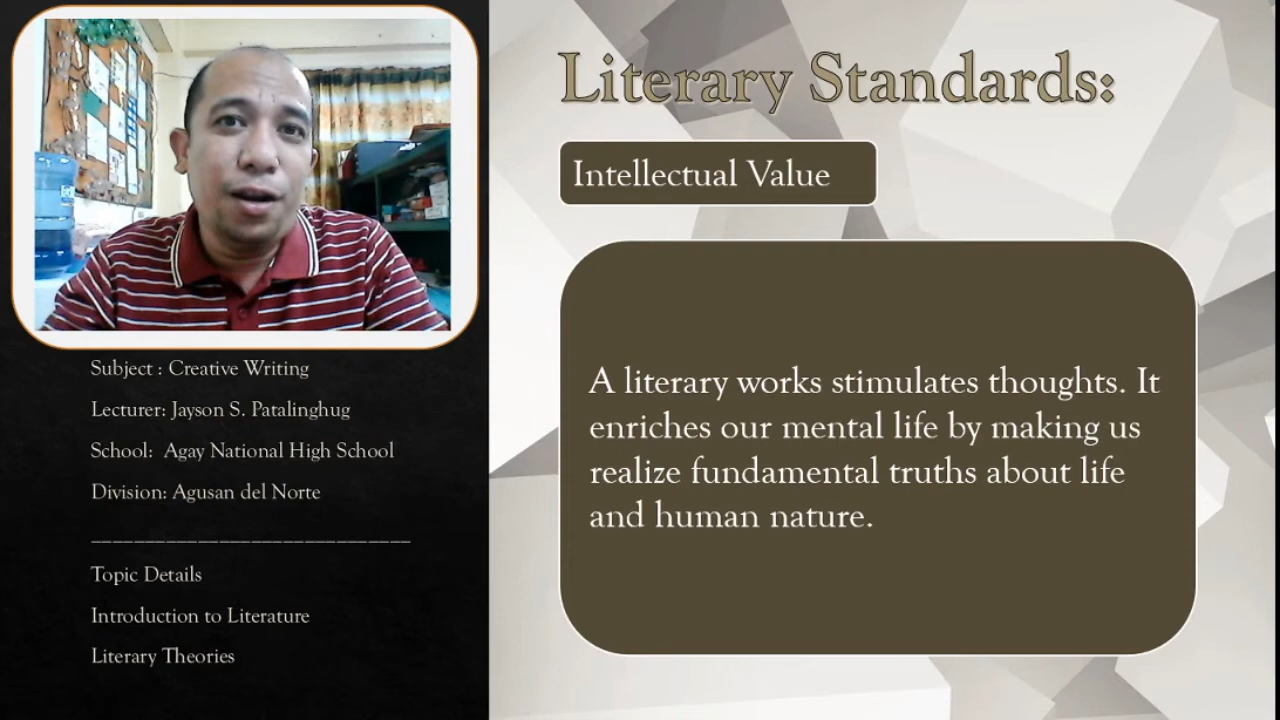 Literary Standards:
Intellectual Value
A literary works stimulates thoughts. It
enriches our mental life by making us
realize fundamental truths about life
and human nature.
Subject : Creative Writing
Lecturer: Jayson S. Patalinghug
School:  Agay National High School
Division: Agusan del Norte
______________________________
Topic Details
Introduction to Literature
Literary Theories